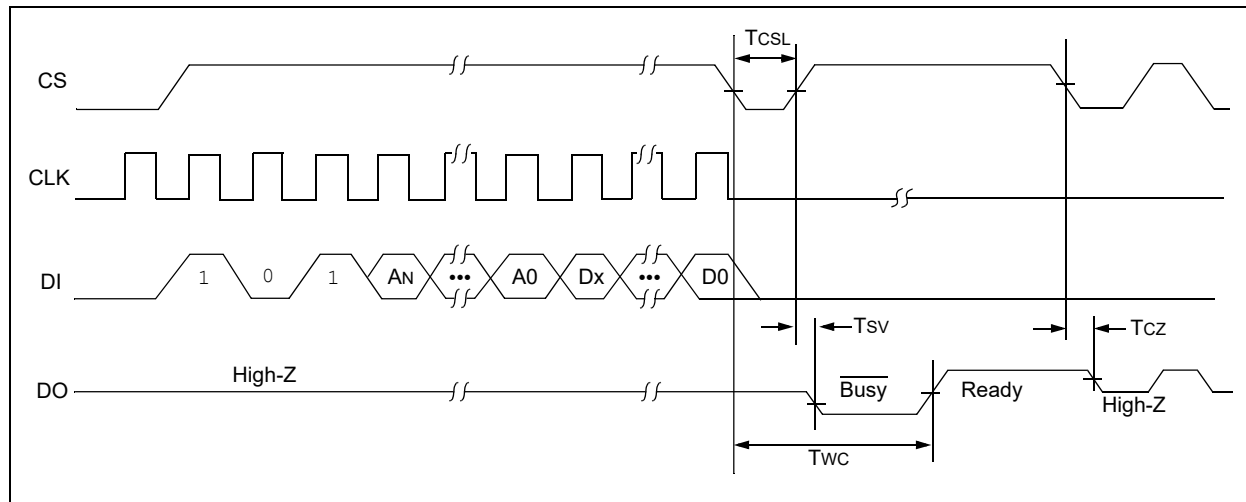 TCSL
CS
CLK
DI
1
0
1
AN
•••
A0
Dx
•••
D0
TSV
TCZ
DO
High-Z
Busy
Ready
High-Z
TWC